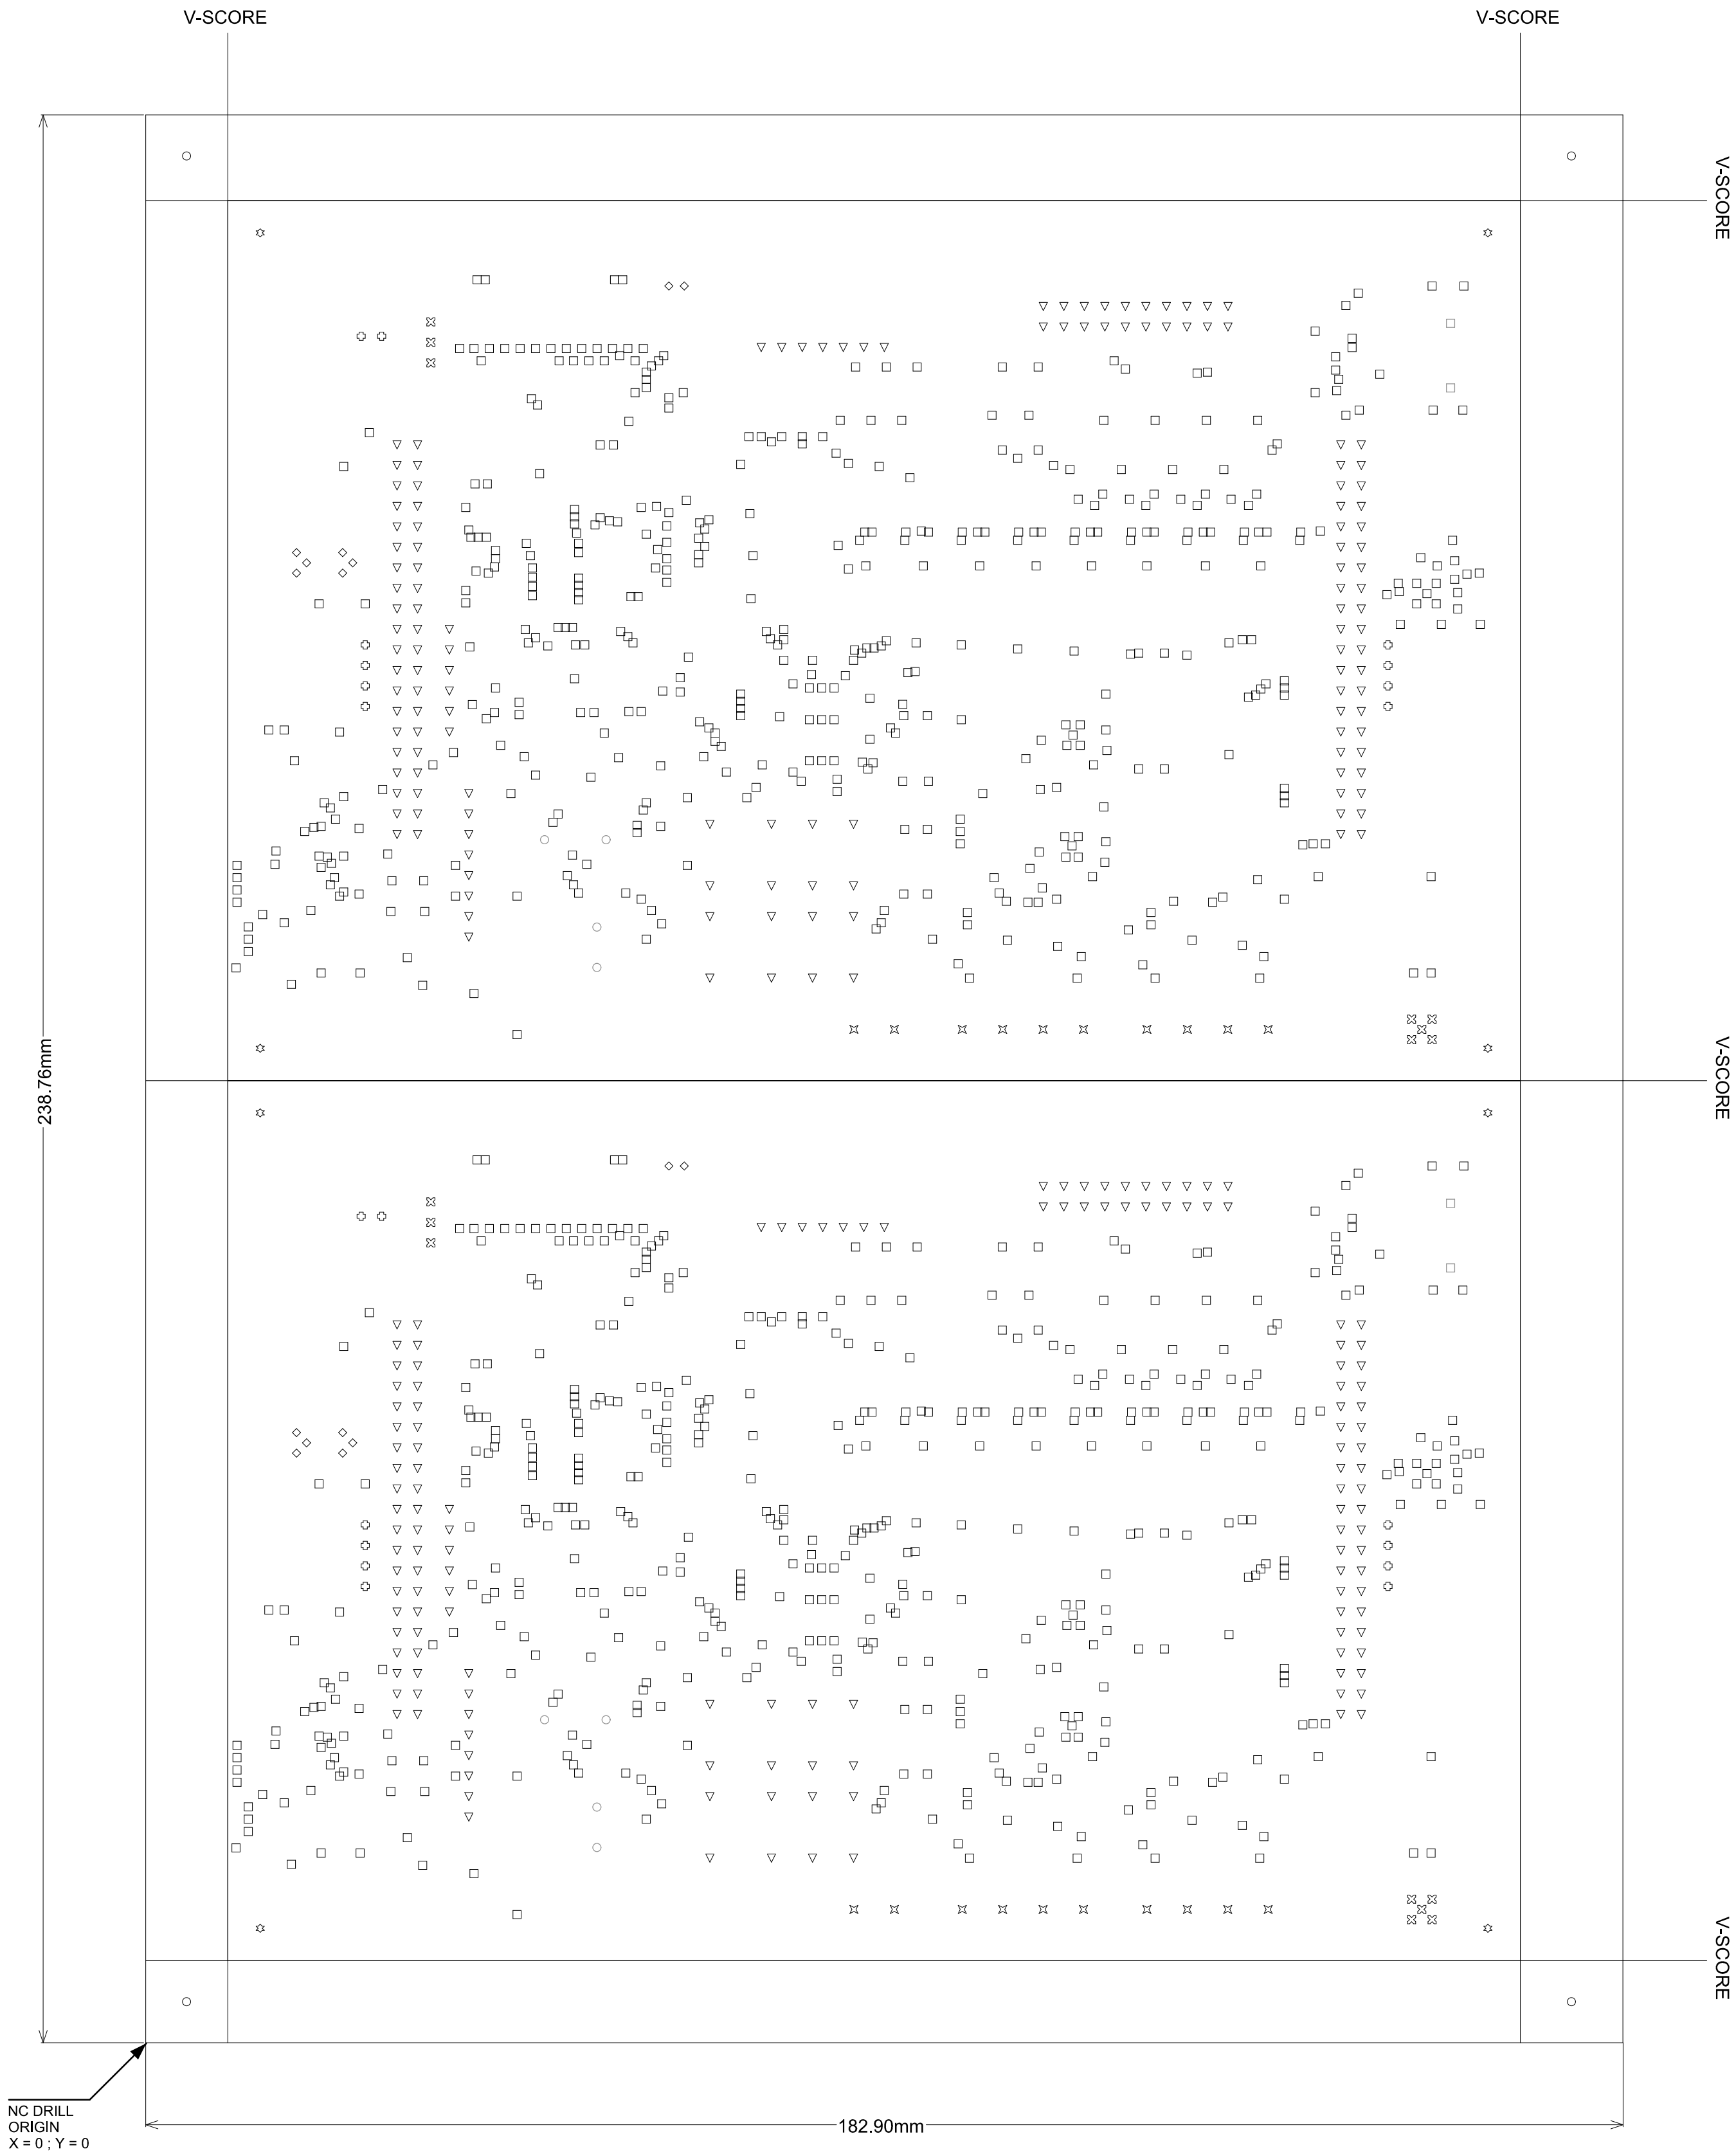 V-SCORE
V-SCORE
V-SCORE
V-SCORE
238.76mm
V-SCORE
182.90mm
NC DRILL
ORIGIN
X = 0 ; Y = 0